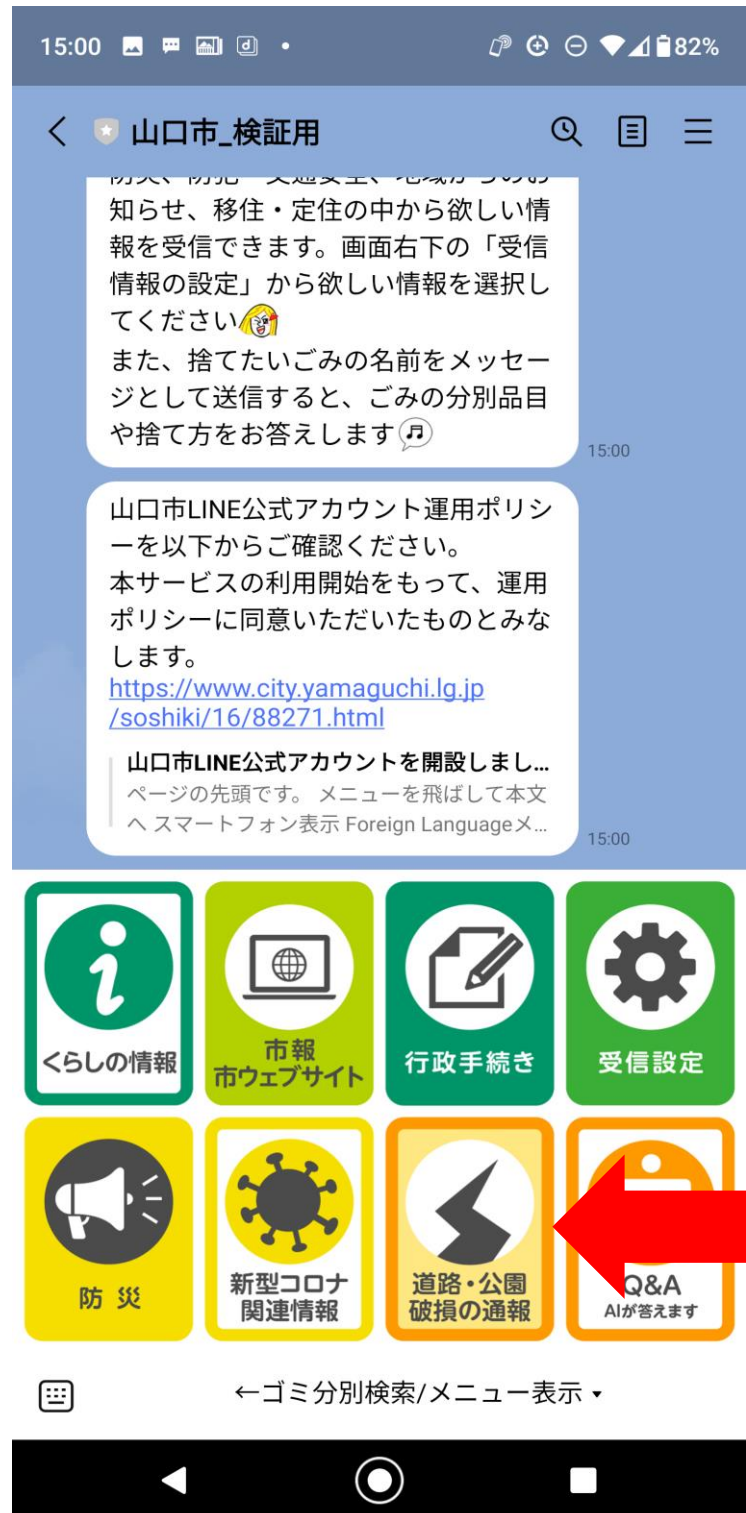 15:00
82%
山口市_検証用
防災、防犯・交通安全、地域からのお
知らせ、移住・定住の中から欲しい情
報を受信できます。画面右下の「受信
情報の設定」から欲しい情報を選択し
てください
また、捨てたいごみの名前をメッセー
ジとして送信すると、ごみの分別品目
や捨て方をお答えします
15:00
山口市LINE公式アカウント運用ポリシ
ーを以下からご確認ください。
本サービスの利用開始をもって、運用
ポリシーに同意いただいたものとみな
します。
https://www.city.yamaguchi.lg.jp
/soshiki/16/88271.html
山口市LINE公式アカウントを開設しまし...
ページの先頭です。 メニューを飛ばして本文
へ スマートフォン表示 Foreign Languageメ...
15:00
くらしの情報
市報
市ウェブサイト
行政手続き
受信設定
防災
新型コロナ
関連情報
道路・公園
破損の通報
Q&A
AIが答えます
←ゴミ分別検索/メニュー表示